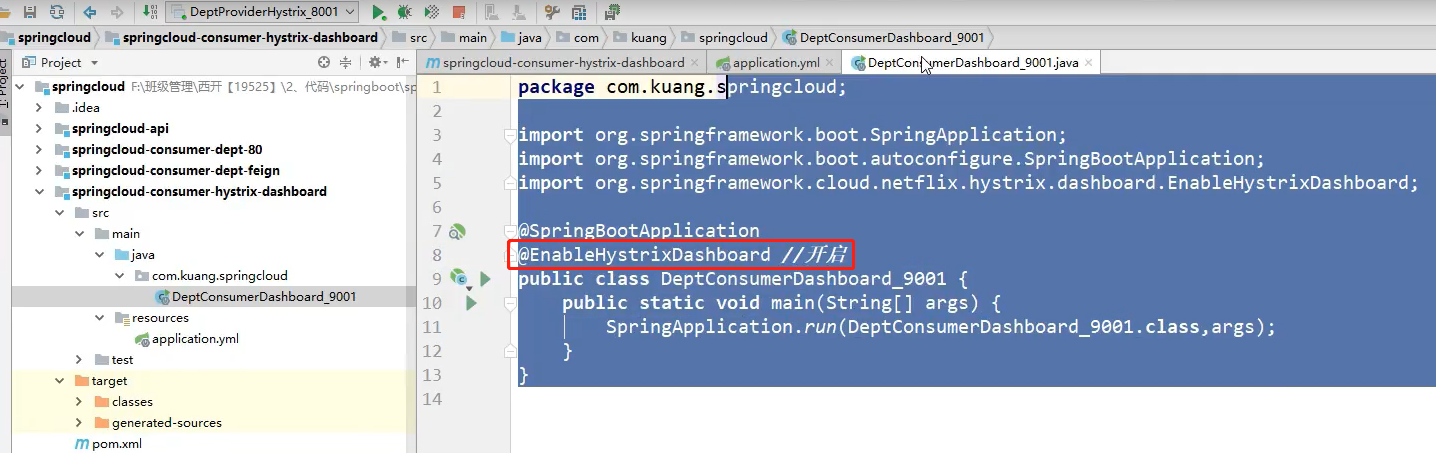 DeptProviderHystrix_8001
springcloud springcloud-consumer-hystrix-dashboard src main java com kuang springcloud DeptConsumerDashboard_9001
1: Project
Project
springcloud-consumer-hystrix-dashboard application.yml DeptConsumerDashboard_9001.java
springcloud F:\班级管理\西开【19525】\2、代码\springboot\sp
.idea
springcloud-api
springcloud-consumer-dept-80
springcloud-consumer-dept-feign
springcloud-consumer-hystrix-dashboard
src
main
java
com.kuang.springcloud
DeptConsumerDashboard_9001
resources
application.yml
test
target
classes
generated-sources
pom.xml
1 package com.kuang.springcloud;
2
3 import org.springframework.boot.SpringApplication;
4 import org.springframework.boot.autoconfigure.SpringBootApplication;
5 import org.springframework.cloud.netflix.hystrix.dashboard.EnableHystrixDashboard;
6
7 @SpringBootApplication
8 @EnableHystrixDashboard //开启
9 public class DeptConsumerDashboard_9001 {
10 public static void main(String[] args) {
11 SpringApplication.run(DeptConsumerDashboard_9001.class,args);
12 }
13 }
14